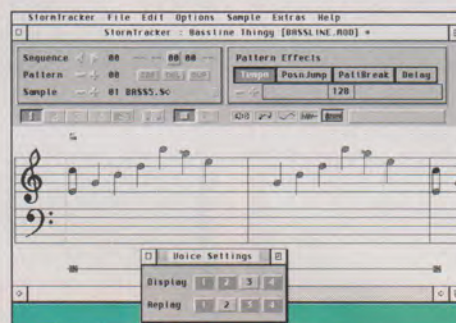 StormTracker File Edit Options Sample Extras Help
StormTracker : Bassline Thingy [BASSLINE.MOD] *
Sequence 00 -- -- 00 00 --
Pattern 00 DEL
Sample 01 BASS5.S
Pattern Effects
Tempo PosnJump PattBreak Delay
120
Voice Settings
Display 1 2 3 4
Replay 1 2 3 4